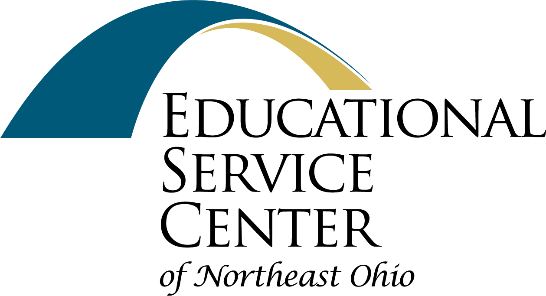 EDUCATIONAL
SERVICE
CENTER
of Northeast Ohio